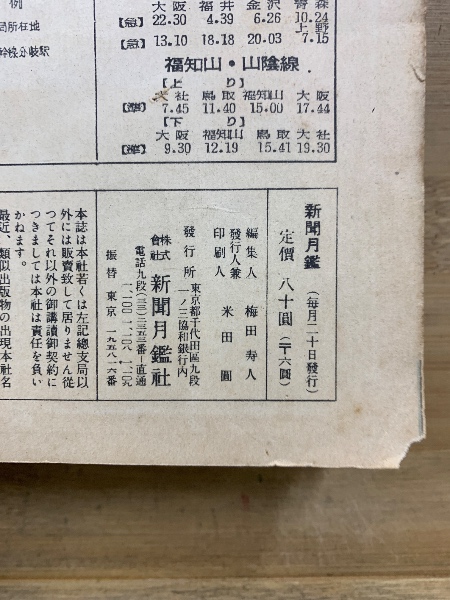 例
局所在地
幹線分岐駅
大阪 福井 金沢 青森
【急】 22.30 4.39 6.26 10.24
上野
【急】 13.10 18.18 20.03 7.15
福知山・山陰線
【上り】
大社 鳥取 福知山 大阪
【準】 7.45 11.40 15.00 17.44
【下り】
大阪 福知山 鳥取 大社
【準】 9.30 12.19 15.41 19.30
新聞月鑑 (毎月二十日發行)
定價 八十圓 (〒六圓)
編集人 梅田寿人
發行人兼
印刷人 米田圓
發行所 東京都千代田區九段
一ノ三協和銀行内
株式
會社 新聞月鑑社
電話九段(33)三三五番―直通
振替 東京 一九五八一六番
本誌は本社若くは左記總支局以
外には販賣致して居りません從
つてそれ以外の御講讀御契約に
つきましては本社は責任を負い
かねます。
最近、類似出版物の出現本社名